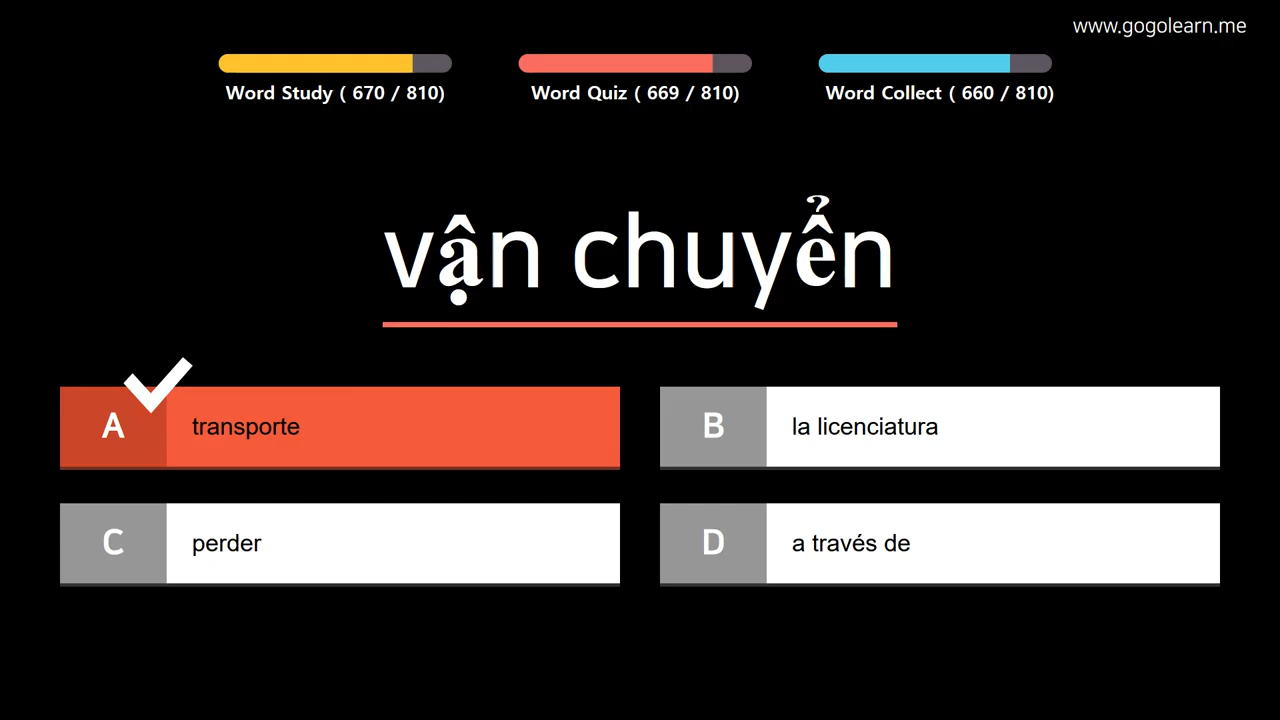 www.gogolearn.me
Word Study ( 670 / 810)
Word Quiz ( 669 / 810)
Word Collect ( 660 / 810)
vận chuyển
A transporte
B la licenciatura
C perder
D a través de